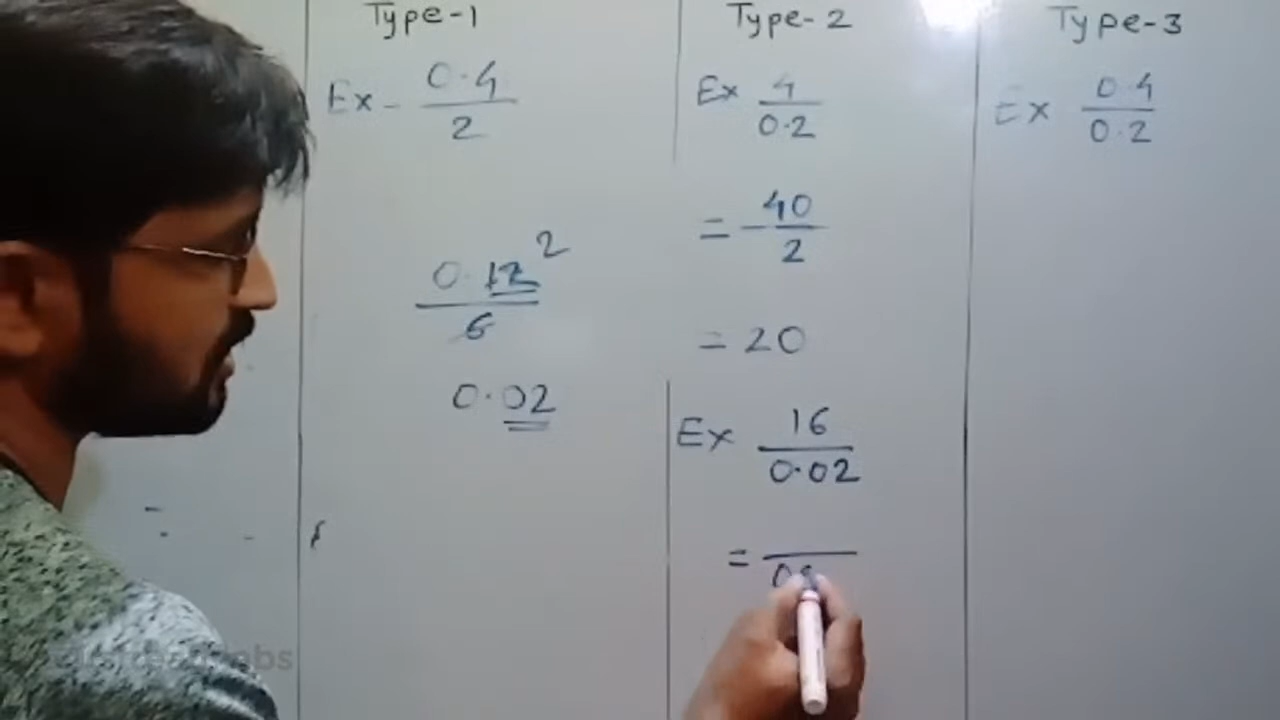 Type-1
Ex - 0.4
2
0.12 2
6
0.02
Type-2
Ex 4
0.2
= 40
2
= 20
Ex 16
0.02
=
Type-3
Ex 0.4
0.2